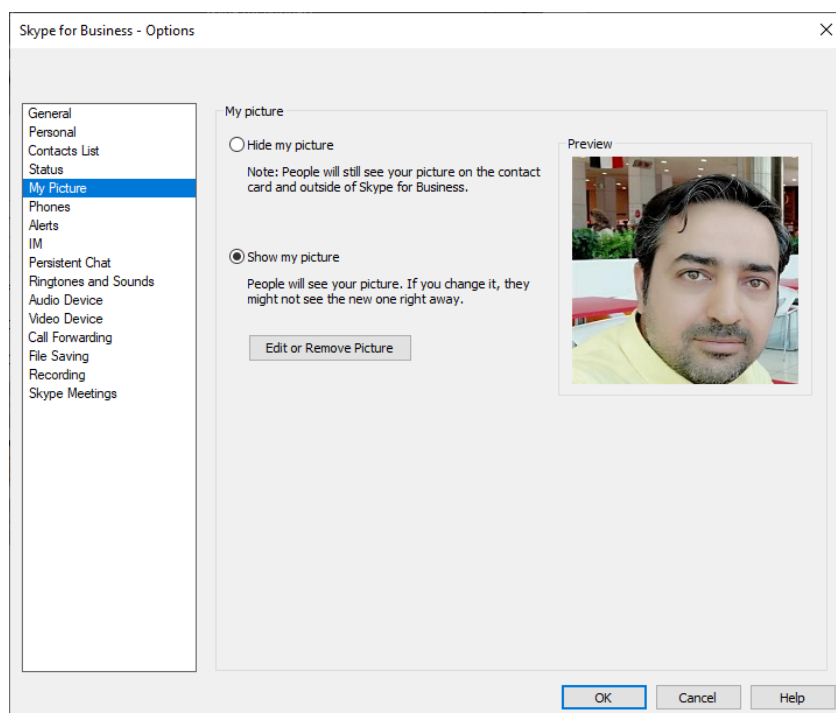 Skype for Business - Options
General
Personal
Contacts List
Status
My Picture
Phones
Alerts
IM
Persistent Chat
Ringtones and Sounds
Audio Device
Video Device
Call Forwarding
File Saving
Recording
Skype Meetings
My picture
Hide my picture
Note: People will still see your picture on the contact
card and outside of Skype for Business.
Show my picture
People will see your picture. If you change it, they
might not see the new one right away.
Edit or Remove Picture
Preview
OK
Cancel
Help